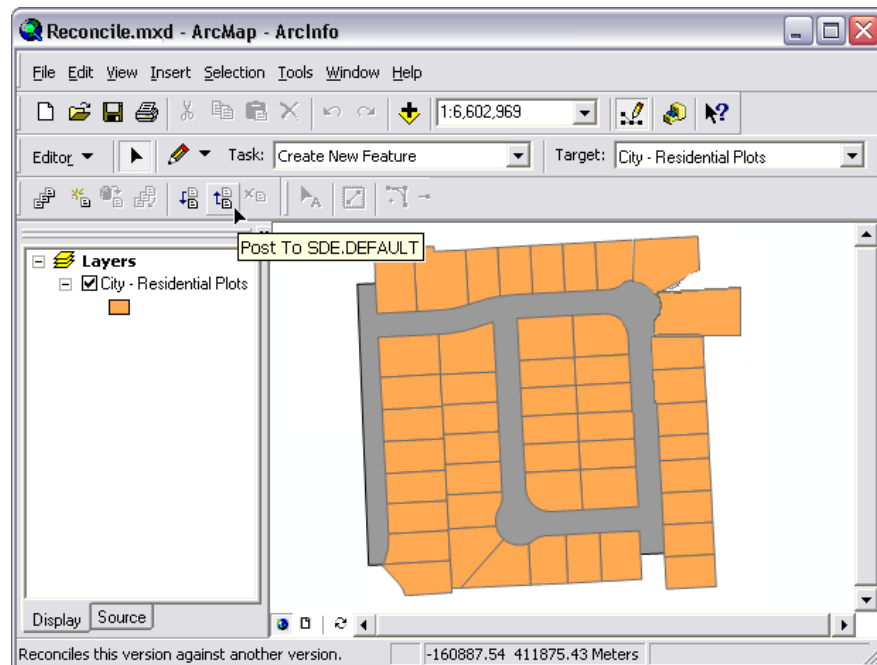 Reconcile.mxd - ArcMap - ArcInfo
File Edit View Insert Selection Tools Window Help
1:6,602,969
Editor Task: Create New Feature Target: City - Residential Plots
Post To SDE.DEFAULT
Layers
City - Residential Plots
Display Source
Reconciles this version against another version. -160887.54 411875.43 Meters